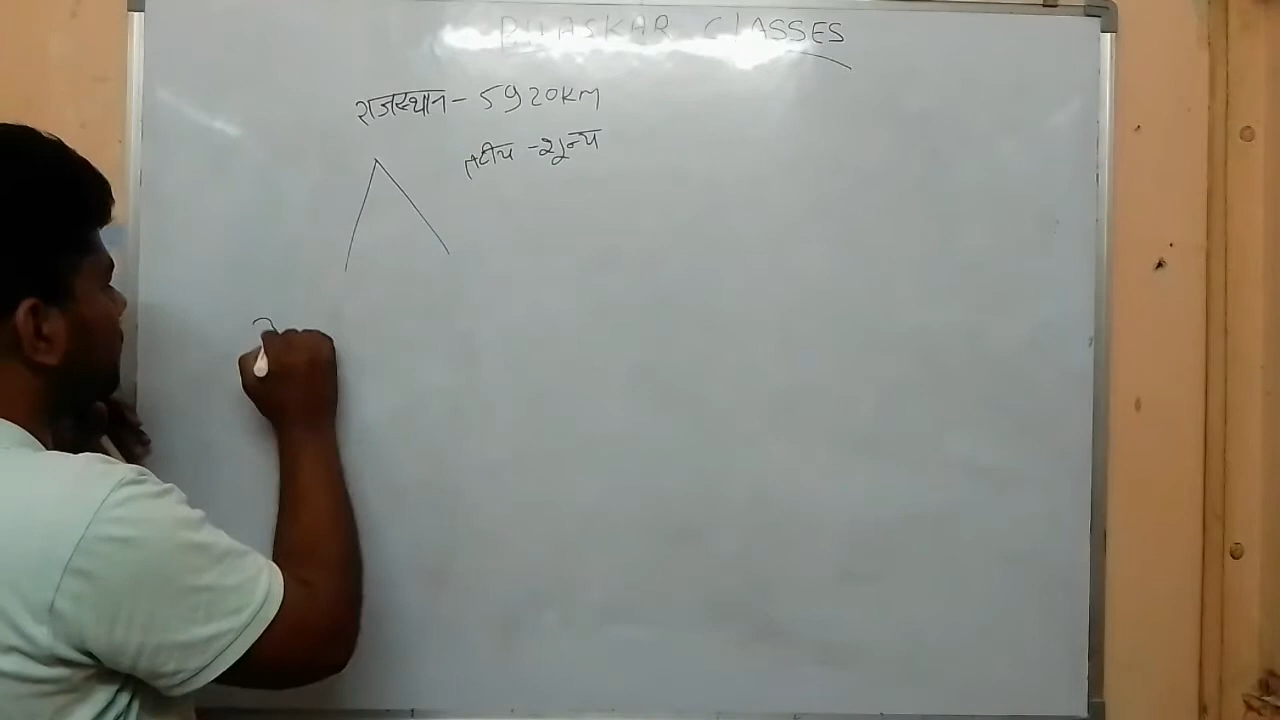 BHASKAR CLASSES
राजस्थान - 5920KM
तटीय - शून्य